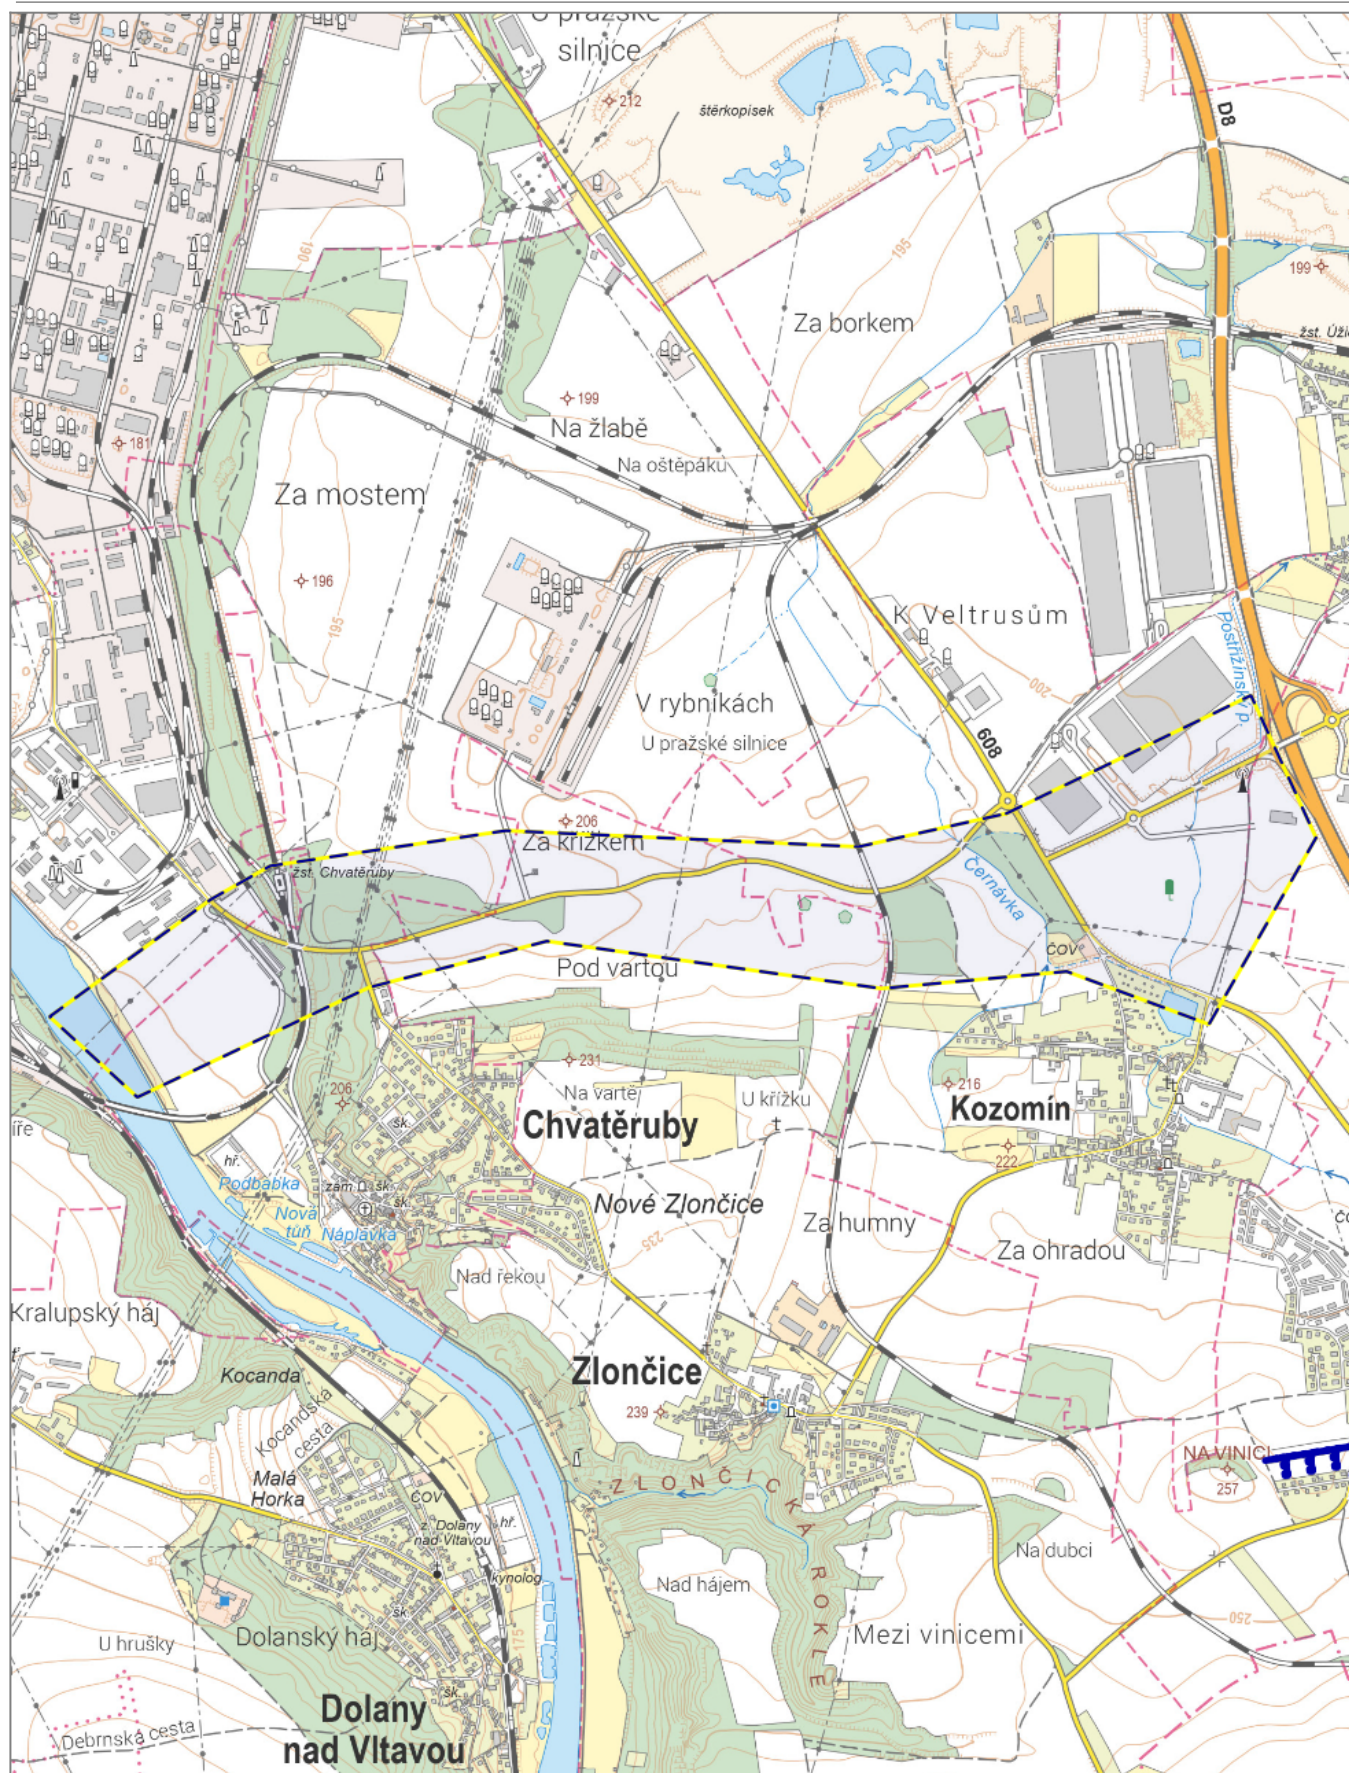 U pražské
silnice
212
štěrkopísek
D8
190
195
199
žst. Úžic
Za borkem
199
Na žlabě
Na oštěpáku
181
Za mostem
196
195
K Veltrusům
200
Postřižínský p.
V rybníkách
U pražské silnice
608
206
Za křížkem
žst. Chvatěruby
Černávka
ČOV
Pod vartou
231
Na vartě
U křížku
216
Kozomín
206
Chvatěruby
222
íře
šk.
hř.
Podbabka
zám.
šk.
šk.
Nová
tůň
Náplavka
Nové Zlončice
Za humny
235
Za ohradou
Nad řekou
Kralupský háj
Kocanda
Zlončice
239
Kocandská
cesta
Malá
Horka
ČOV
z. Dolany
nad Vltavou
hř.
kynolog.
ZLONČICKÁ ROKLE
NA VINICI
257
Na dubci
Nad hájem
šk.
Dolanský háj
U hrušky
175
Mezi vinicemi
250
šk.
Dolany
nad Vltavou
Debrnská cesta